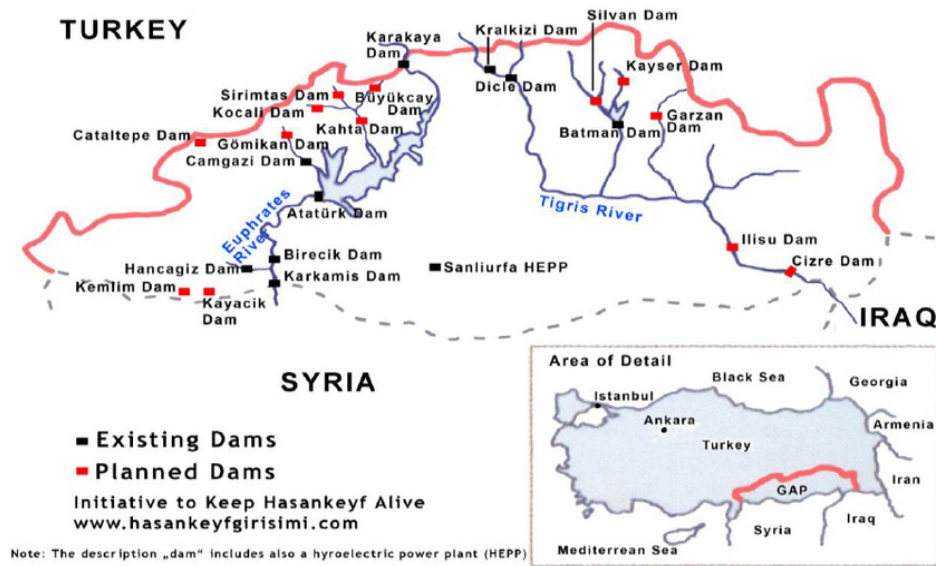 TURKEY
Silvan Dam
Karakaya
Dam
Kralkizi Dam
Kayser Dam
Sirimtas Dam
Büyükcay
Dam
Dicle Dam
Kocali Dam
Garzan
Dam
Cataltepe Dam
Kahta Dam
Batman Dam
Gömikan Dam
Camgazi Dam
Atatürk Dam
Tigris River
Euphrates
River
Ilisu Dam
Birecik Dam
Cizre Dam
Hancagiz Dam
Sanliurfa HEPP
Karkamis Dam
Kemlim Dam
Kayacik
Dam
IRAQ
SYRIA
Existing Dams
Planned Dams
Initiative to Keep Hasankeyf Alive
www.hasankeyfgirisimi.com
Note: The description „dam“ includes also a hyroelectric power plant (HEPP)
Area of Detail
Black Sea
Georgia
Istanbul
Ankara
Armenia
Turkey
Iran
GAP
Syria
Iraq
Mediterrean Sea